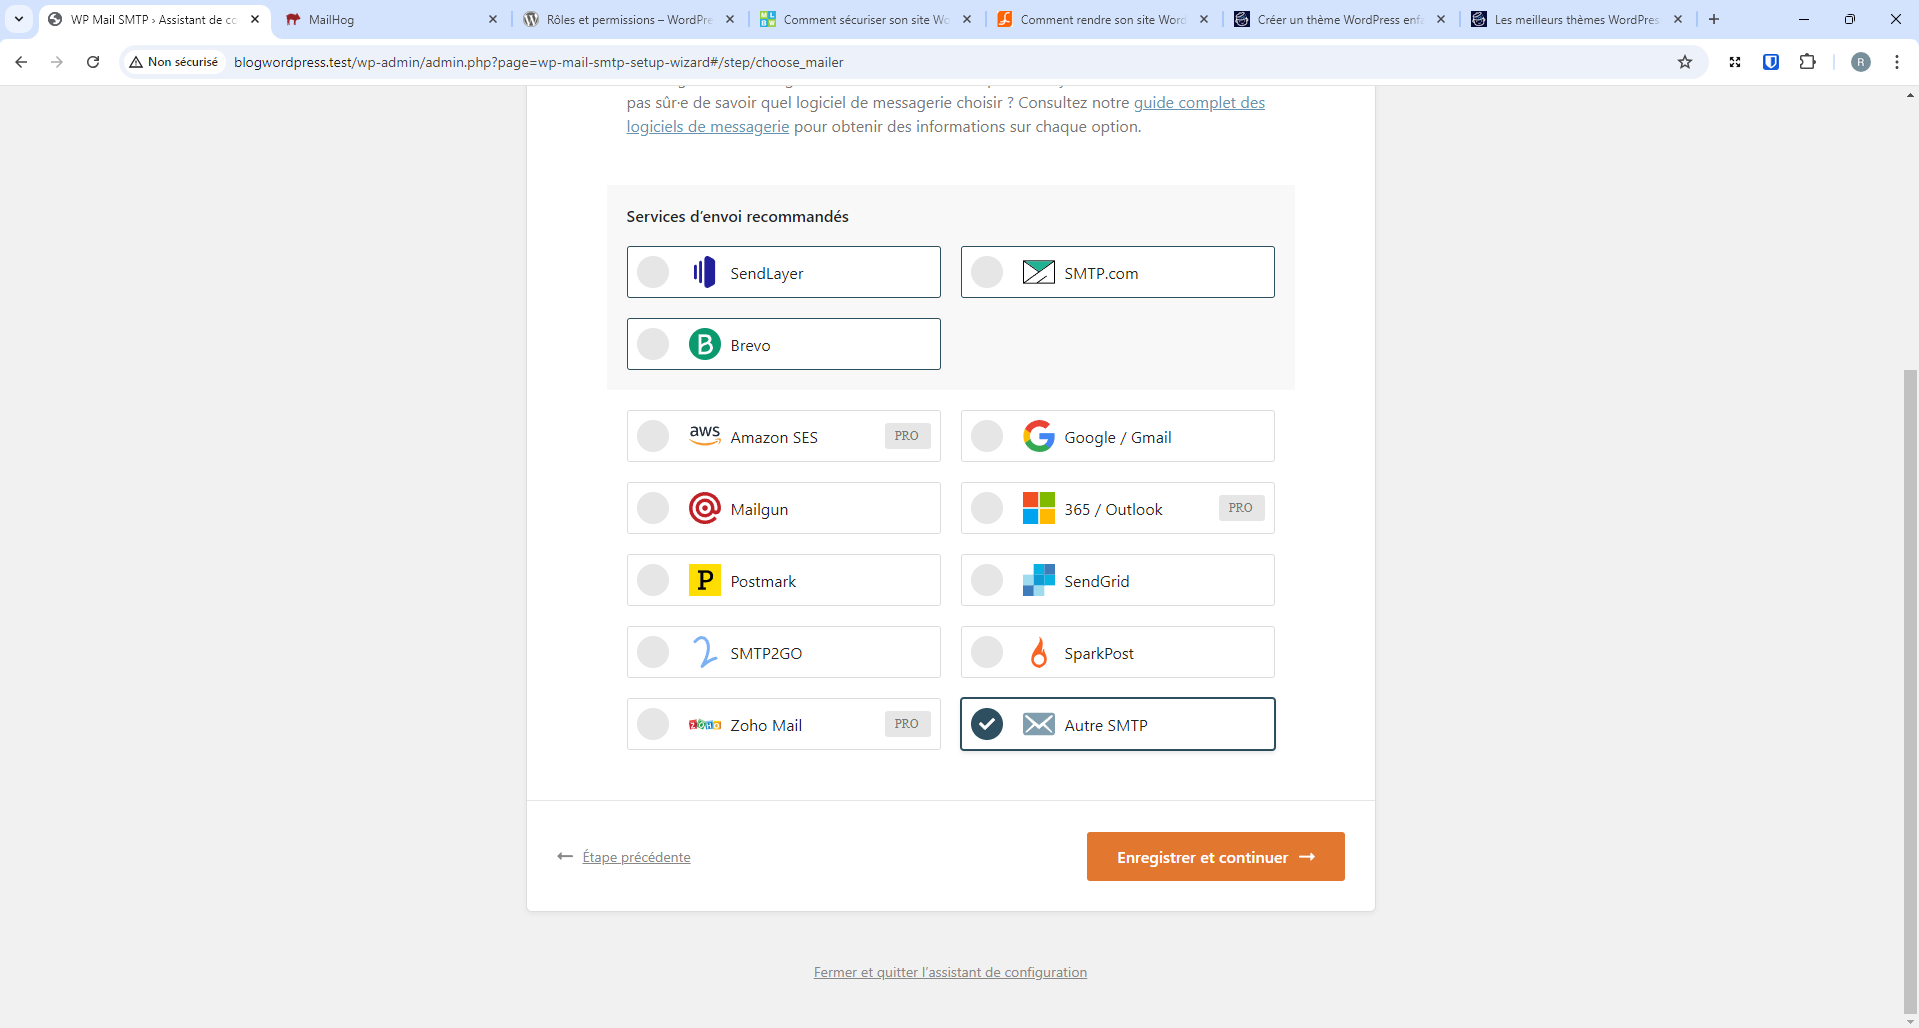 WP Mail SMTP › Assistant de co
MailHog
Rôles et permissions – WordPre
Comment sécuriser son site Wo
Comment rendre son site Word
Créer un thème WordPress enfa
Les meilleurs thèmes WordPress
Non sécurisé
blogwordpress.test/wp-admin/admin.php?page=wp-mail-smtp-setup-wizard#/step/choose_mailer
R
pas sûr·e de savoir quel logiciel de messagerie choisir ? Consultez notre guide complet des
logiciels de messagerie pour obtenir des informations sur chaque option.
Services d’envoi recommandés
SendLayer
SMTP.com
Brevo
aws Amazon SES PRO
Google / Gmail
Mailgun
365 / Outlook PRO
Postmark
SendGrid
SMTP2GO
SparkPost
ZOHO Zoho Mail PRO
Autre SMTP
Étape précédente
Enregistrer et continuer
Fermer et quitter l’assistant de configuration